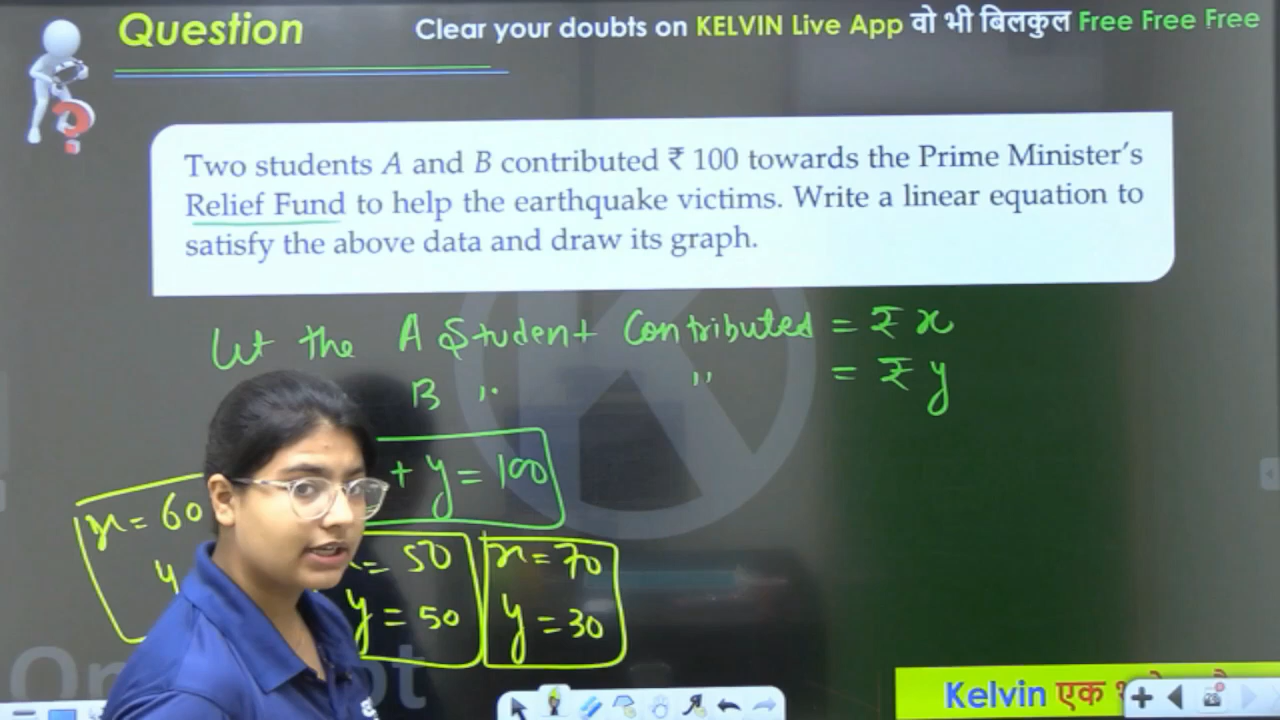 Question
Clear your doubts on KELVIN Live App वो भी बिलकुल Free Free Free
Two students A and B contributed ₹ 100 towards the Prime Minister's
Relief Fund to help the earthquake victims. Write a linear equation to
satisfy the above data and draw its graph.
Let the A Student Contributed = ₹ x
B " " = ₹ y
+ y = 100
x = 60
y
= 50
y = 50
x = 70
y = 30
Kelvin एक